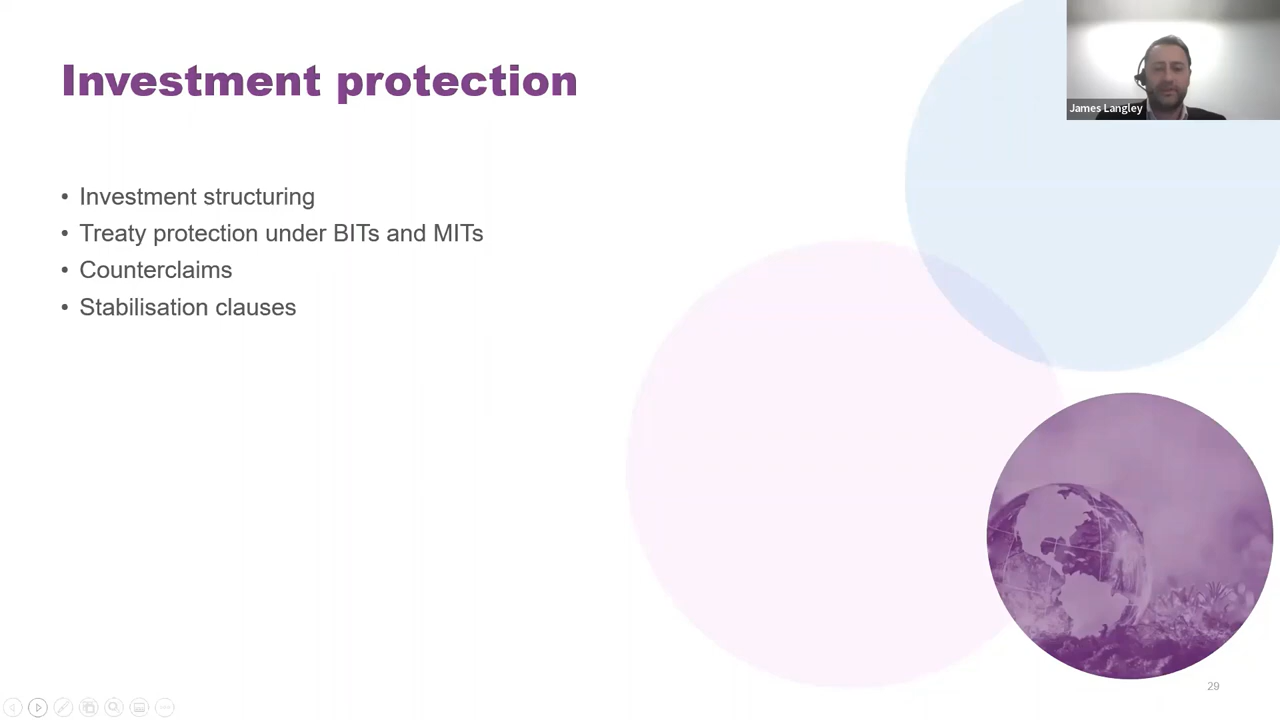 Investment protection
James Langley
• Investment structuring
• Treaty protection under BITs and MITs
• Counterclaims
• Stabilisation clauses
29